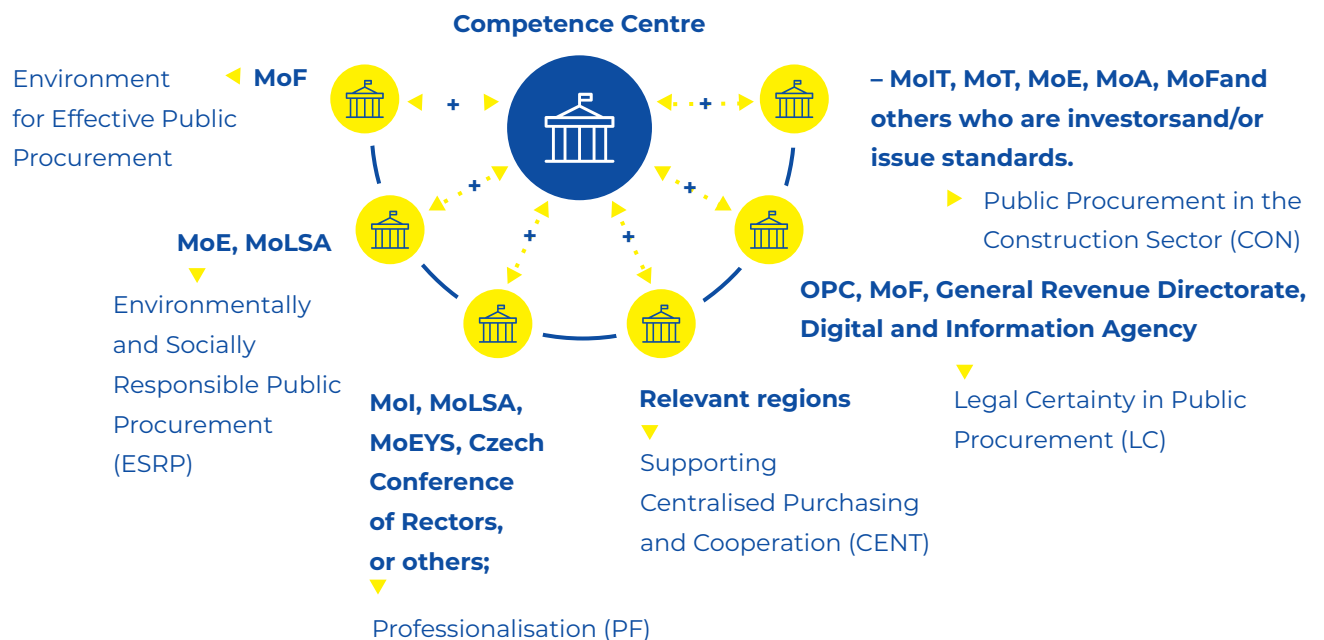 Competence Centre
MoF
Environment
for Effective Public
Procurement
+
+
+
+
+
+
– MoIT, MoT, MoE, MoA, MoFand
others who are investorsand/or
issue standards.
Public Procurement in the
Construction Sector (CON)
MoE, MoLSA
Environmentally
and Socially
Responsible Public
Procurement
(ESRP)
OPC, MoF, General Revenue Directorate,
Digital and Information Agency
Legal Certainty in Public
Procurement (LC)
MoI, MoLSA,
MoEYS, Czech
Conference
of Rectors,
or others;
Professionalisation (PF)
Relevant regions
Supporting
Centralised Purchasing
and Cooperation (CENT)